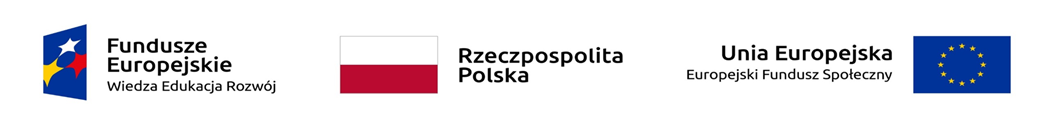 Fundusze
Europejskie
Wiedza Edukacja Rozwój
Rzeczpospolita
Polska
Unia Europejska
Europejski Fundusz Społeczny